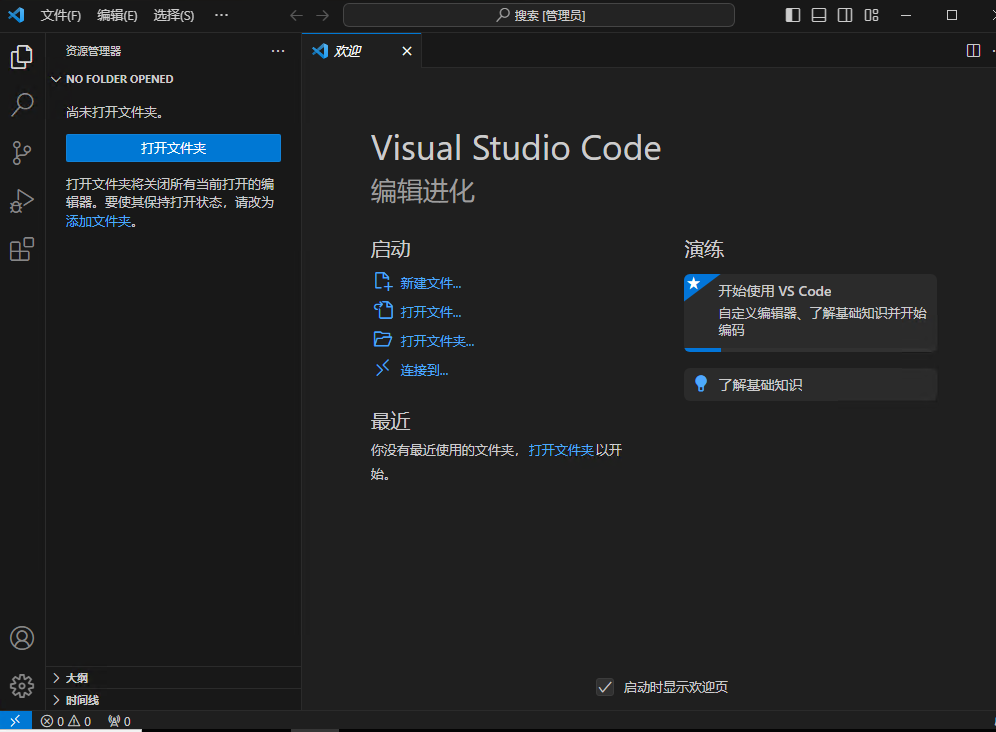 文件(F) 编辑(E) 选择(S) ··· 搜索 [管理员]
资源管理器 ···
欢迎
NO FOLDER OPENED
尚未打开文件夹。
打开文件夹
打开文件夹将关闭所有当前打开的编
辑器。要使其保持打开状态，请改为
添加文件夹。
Visual Studio Code
编辑进化
启动
新建文件...
打开文件...
打开文件夹...
连接到...
最近
你没有最近使用的文件夹，打开文件夹以开
始。
演练
开始使用 VS Code
自定义编辑器、了解基础知识并开始
编码
了解基础知识
启动时显示欢迎页
大纲
时间线
0 0 0